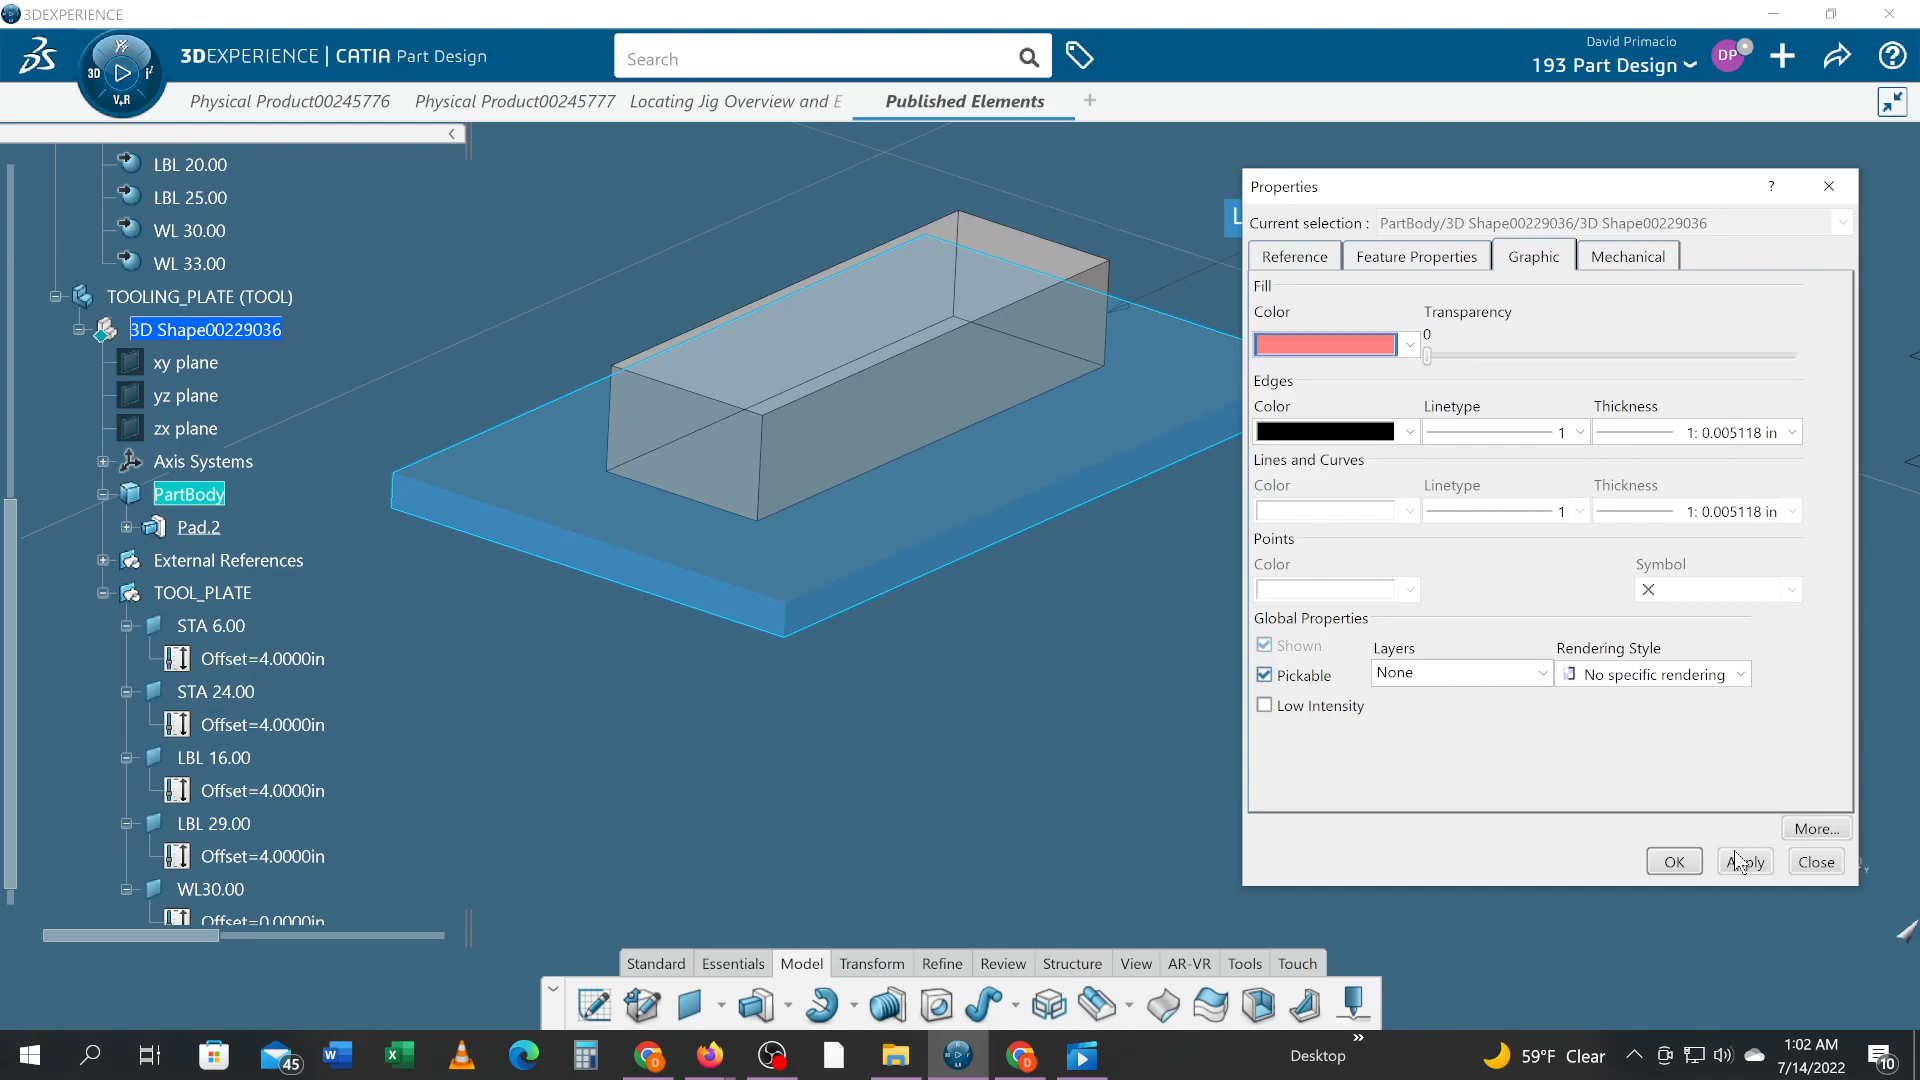 3DEXPERIENCE
3DEXPERIENCE | CATIA Part Design
3D
V₊R
Search
David Primacio
193 Part Design
DP
Physical Product00245776
Physical Product00245777
Locating Jig Overview and E
Published Elements
LBL 20.00
LBL 25.00
WL 30.00
WL 33.00
TOOLING_PLATE (TOOL)
3D Shape00229036
xy plane
yz plane
zx plane
Axis Systems
PartBody
Pad.2
External References
TOOL_PLATE
STA 6.00
Offset=4.0000in
STA 24.00
Offset=4.0000in
LBL 16.00
Offset=4.0000in
LBL 29.00
Offset=4.0000in
WL30.00
Offset=0.0000in
L
Properties
?
Current selection : PartBody/3D Shape00229036/3D Shape00229036
Reference
Feature Properties
Graphic
Mechanical
Fill
Color
Transparency
0
Edges
Color
Linetype
Thickness
1
1: 0.005118 in
Lines and Curves
Color
Linetype
Thickness
1
1: 0.005118 in
Points
Color
Symbol
Global Properties
Shown
Layers
Rendering Style
Pickable
None
No specific rendering
Low Intensity
More...
OK
Apply
Close
Standard
Essentials
Model
Transform
Refine
Review
Structure
View
AR-VR
Tools
Touch
45
Desktop
59°F Clear
1:02 AM
7/14/2022
10